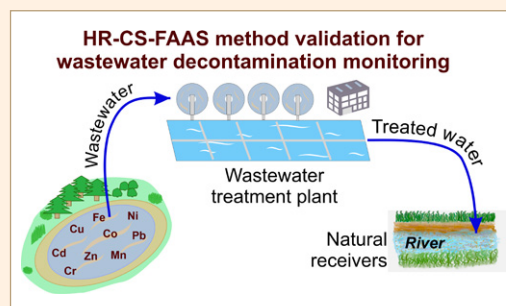 HR-CS-FAAS method validation for
wastewater decontamination monitoring
Wastewater
Treated water
Wastewater
treatment plant
Fe
Ni
Cu
Co
Pb
Cd
Zn
Mn
Cr
Natural
receivers
River